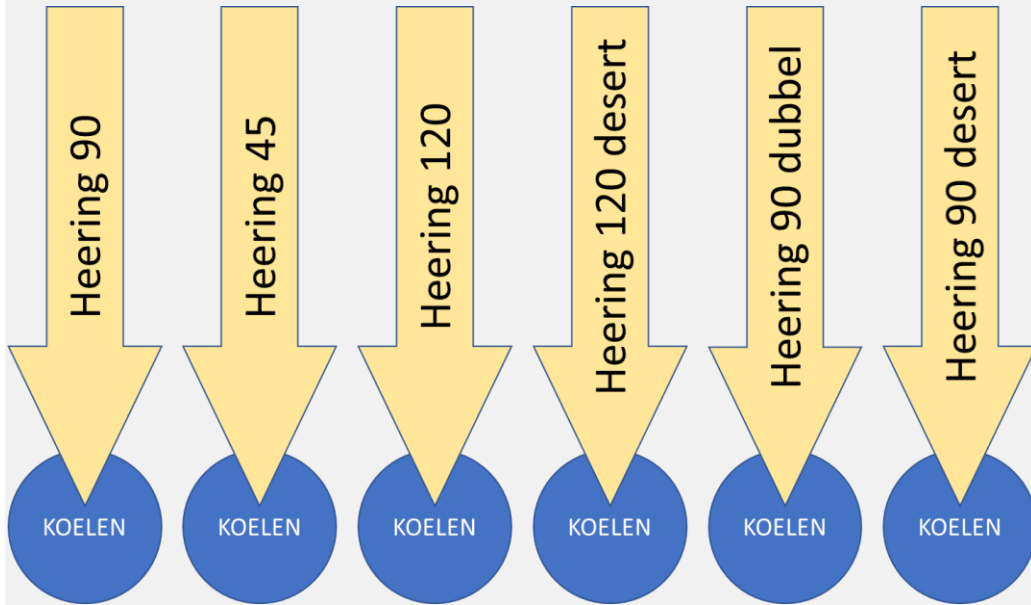 Heering 90
Heering 45
Heering 120
Heering 120 desert
Heering 90 dubbel
Heering 90 desert
KOELEN
KOELEN
KOELEN
KOELEN
KOELEN
KOELEN